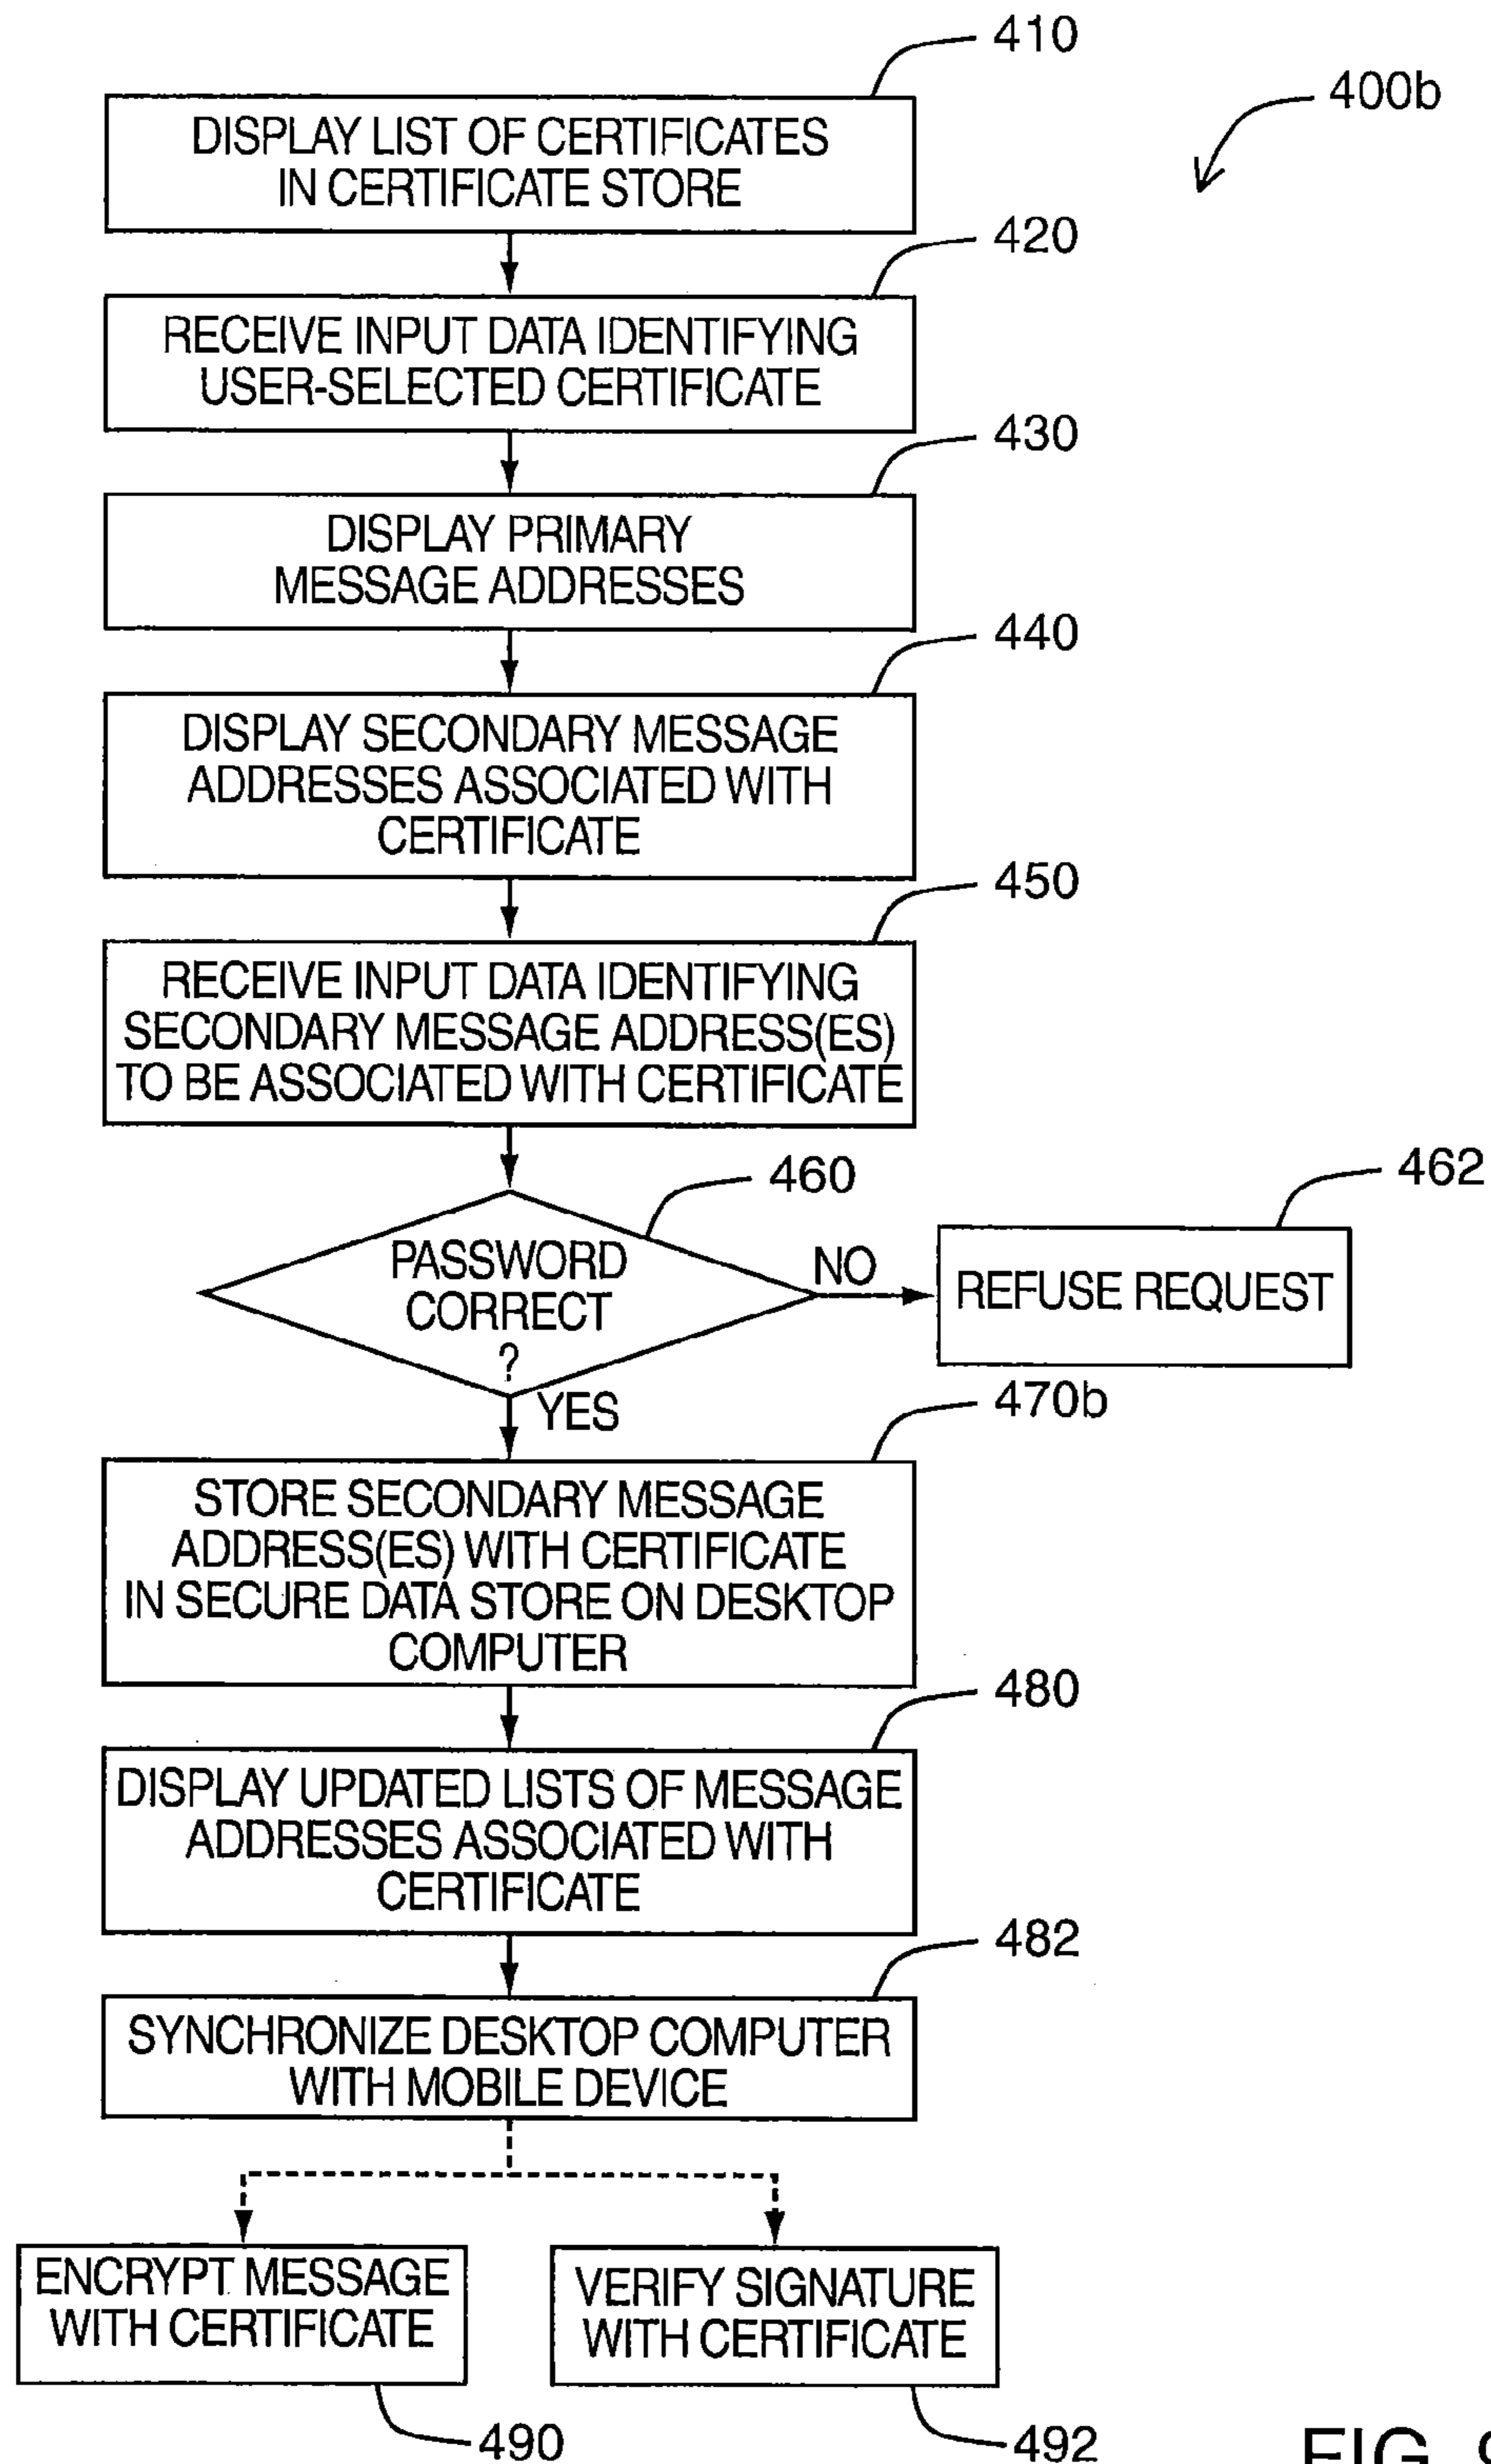 410
400b
DISPLAY LIST OF CERTIFICATES
IN CERTIFICATE STORE
420
RECEIVE INPUT DATA IDENTIFYING
USER-SELECTED CERTIFICATE
430
DISPLAY PRIMARY
MESSAGE ADDRESSES
440
DISPLAY SECONDARY MESSAGE
ADDRESSES ASSOCIATED WITH
CERTIFICATE
450
RECEIVE INPUT DATA IDENTIFYING
SECONDARY MESSAGE ADDRESS(ES)
TO BE ASSOCIATED WITH CERTIFICATE
460
462
PASSWORD
CORRECT
?
NO
REFUSE REQUEST
YES
470b
STORE SECONDARY MESSAGE
ADDRESS(ES) WITH CERTIFICATE
IN SECURE DATA STORE ON DESKTOP
COMPUTER
480
DISPLAY UPDATED LISTS OF MESSAGE
ADDRESSES ASSOCIATED WITH
CERTIFICATE
482
SYNCHRONIZE DESKTOP COMPUTER
WITH MOBILE DEVICE
ENCRYPT MESSAGE
WITH CERTIFICATE
VERIFY SIGNATURE
WITH CERTIFICATE
490
492
FIG.